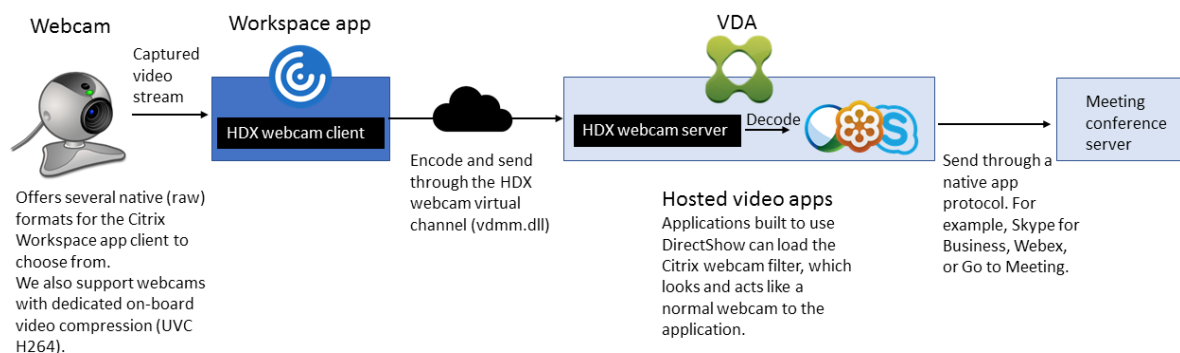 Webcam
Captured
video
stream
Offers several native (raw)
formats for the Citrix
Workspace app client to
choose from.
We also support webcams
with dedicated on-board
video compression (UVC
H264).
Workspace app
HDX webcam client
Encode and send
through the HDX
webcam virtual
channel (vdmm.dll)
VDA
HDX webcam server
Decode
S
Hosted video apps
Applications built to use
DirectShow can load the
Citrix webcam filter, which
looks and acts like a
normal webcam to the
application.
Send through a
native app
protocol. For
example, Skype for
Business, Webex,
or Go to Meeting.
Meeting
conference
server